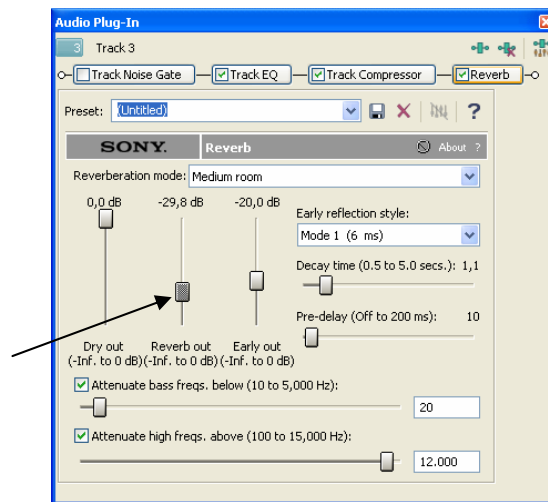 Audio Plug-In
3 Track 3
Track Noise Gate Track EQ Track Compressor Reverb
Preset: (Untitled) ?
SONY. Reverb About ?
Reverberation mode: Medium room
0,0 dB -29,8 dB -20,0 dB
Early reflection style:
Mode 1 (6 ms)
Decay time (0.5 to 5.0 secs.): 1,1
Pre-delay (Off to 200 ms): 10
Dry out Reverb out Early out
(-Inf. to 0 dB)(-Inf. to 0 dB)(-Inf. to 0 dB)
Attenuate bass freqs. below (10 to 5,000 Hz):
20
Attenuate high freqs. above (100 to 15,000 Hz):
12.000